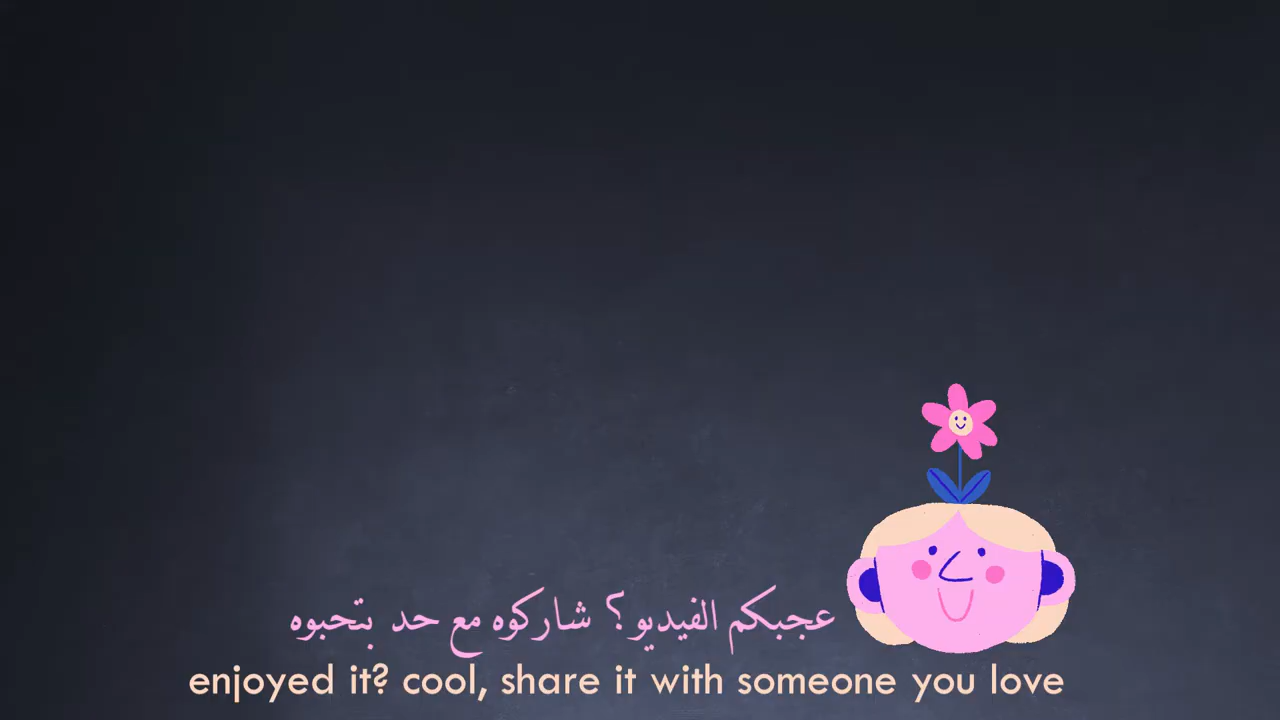 عجبكم الفيديو؟ شاركوه مع حد بتحبوه
enjoyed it? cool, share it with someone you love